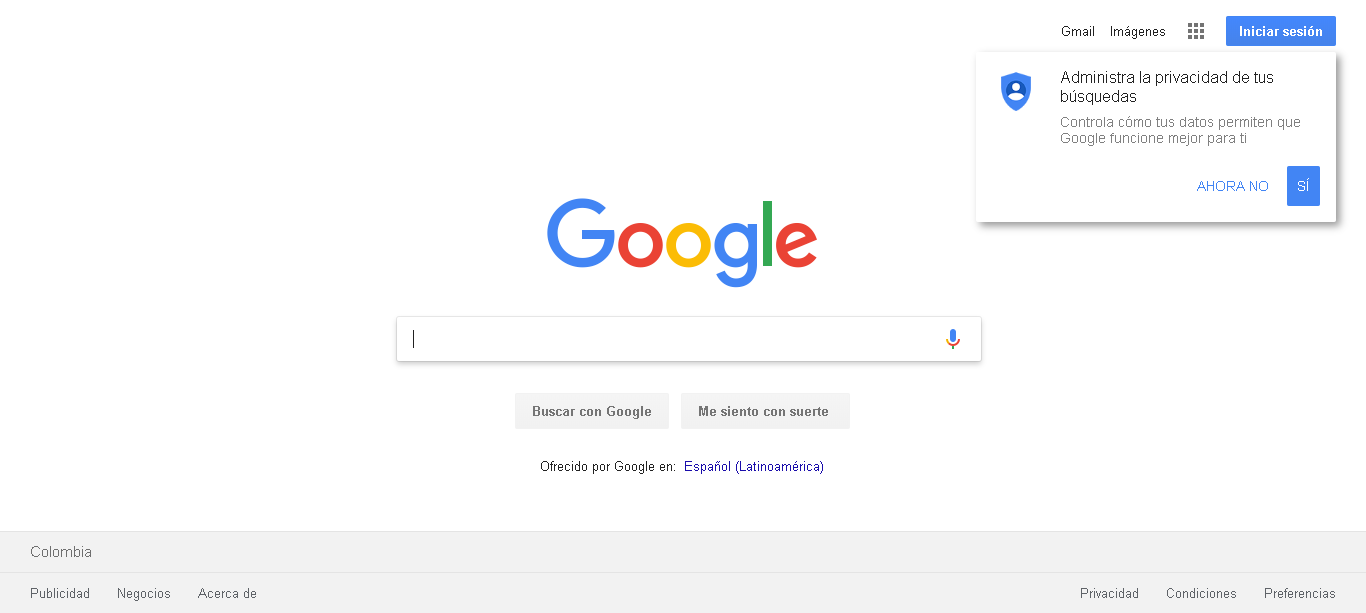 Gmail Imágenes Iniciar sesión
Administra la privacidad de tus
búsquedas
Controla cómo tus datos permiten que
Google funcione mejor para ti
AHORA NO SÍ
Google
Buscar con Google Me siento con suerte
Ofrecido por Google en: Español (Latinoamérica)
Colombia
Publicidad Negocios Acerca de Privacidad Condiciones Preferencias